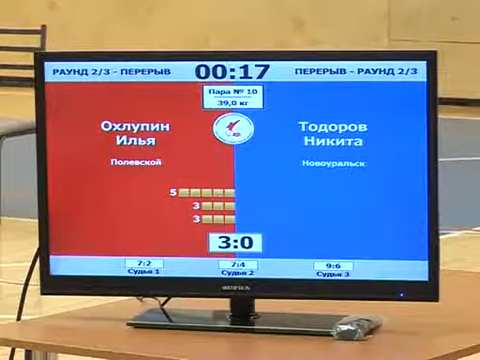 РАУНД 2/3 - ПЕРЕРЫВ 00:17 ПЕРЕРЫВ - РАУНД 2/3
Пара № 10
39,0 кг
Охлупин Тодоров
Илья Никита
Полевской Новоуральск
5
3
3
3:0
7:2 7:4 9:6
Судья 1 Судья 2 Судья 3
SUPRA